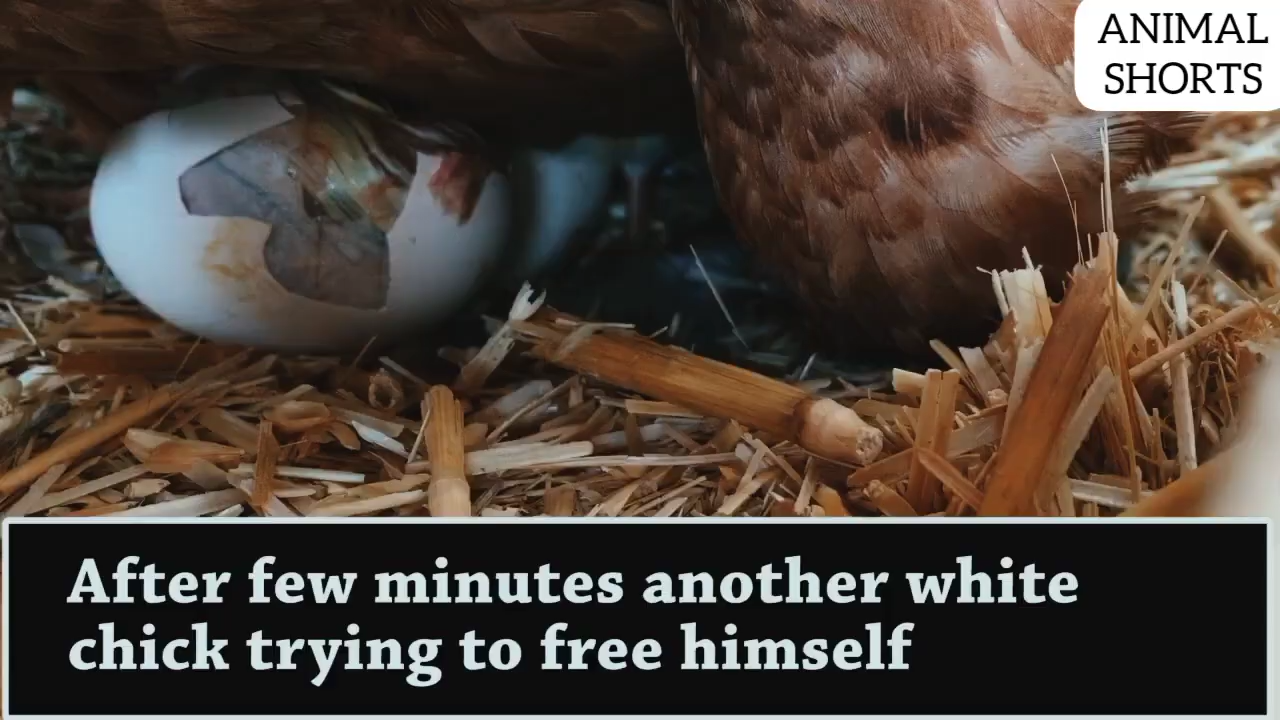 ANIMAL
SHORTS
After few minutes another white
chick trying to free himself